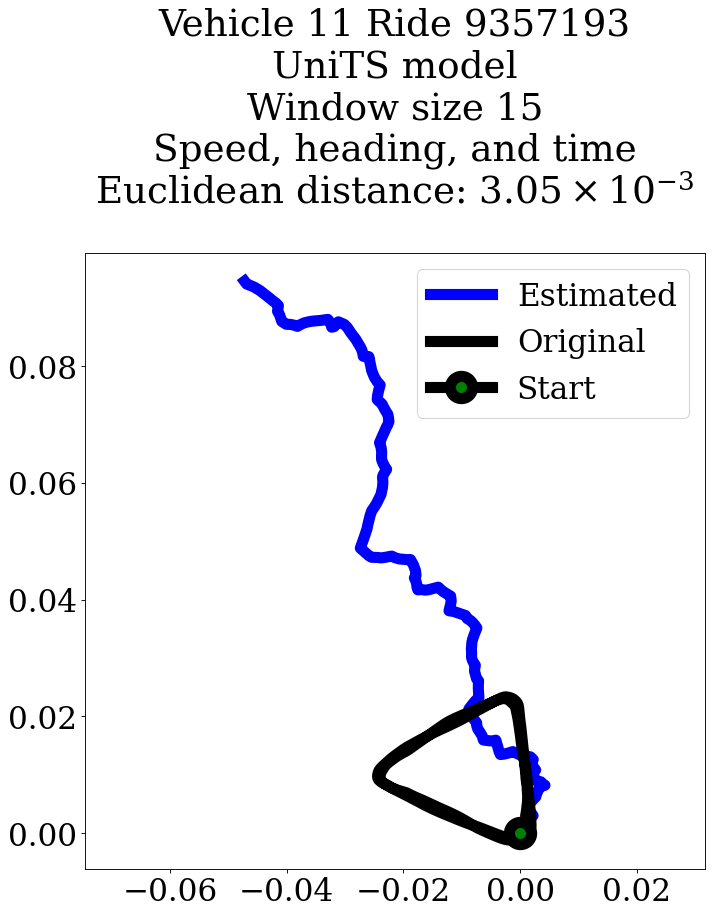 Vehicle 11 Ride 9357193
UniTS model
Window size 15
Speed, heading, and time
Euclidean distance: 3.05 × 10⁻³
Estimated
Original
Start
0.08
0.06
0.04
0.02
0.00
−0.06 −0.04 −0.02 0.00 0.02